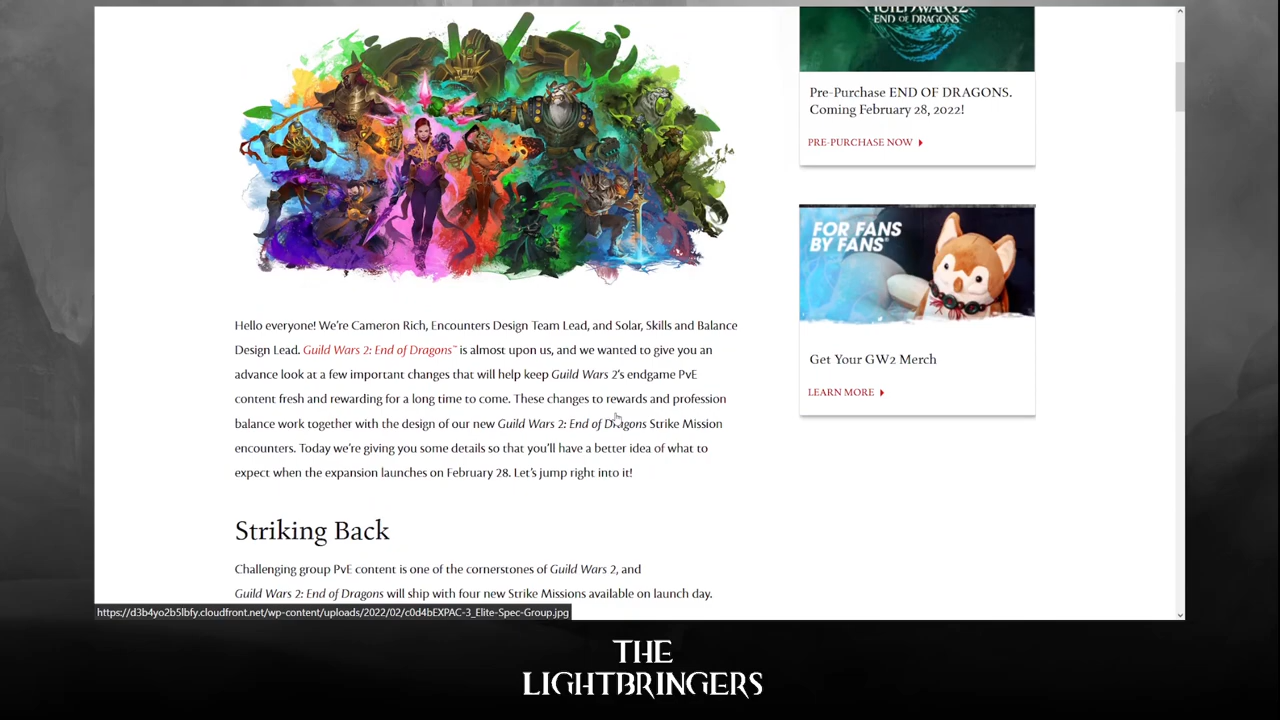 GUILD WARS 2
END OF DRAGONS
Pre-Purchase END OF DRAGONS.
Coming February 28, 2022!
PRE-PURCHASE NOW
FOR FANS
BY FANS®
Get Your GW2 Merch
LEARN MORE
Hello everyone! We're Cameron Rich, Encounters Design Team Lead, and Solar, Skills and Balance
Design Lead. Guild Wars 2: End of Dragons™ is almost upon us, and we wanted to give you an
advance look at a few important changes that will help keep Guild Wars 2's endgame PvE
content fresh and rewarding for a long time to come. These changes to rewards and profession
balance work together with the design of our new Guild Wars 2: End of Dragons Strike Mission
encounters. Today we're giving you some details so that you'll have a better idea of what to
expect when the expansion launches on February 28. Let's jump right into it!
Striking Back
Challenging group PvE content is one of the cornerstones of Guild Wars 2, and
Guild Wars 2: End of Dragons will ship with four new Strike Missions available on launch day.
https://d3b4yo2b5lbfy.cloudfront.net/wp-content/uploads/2022/02/c0d4bEXPAC-3_Elite-Spec-Group.jpg
THE
LIGHTBRINGERS